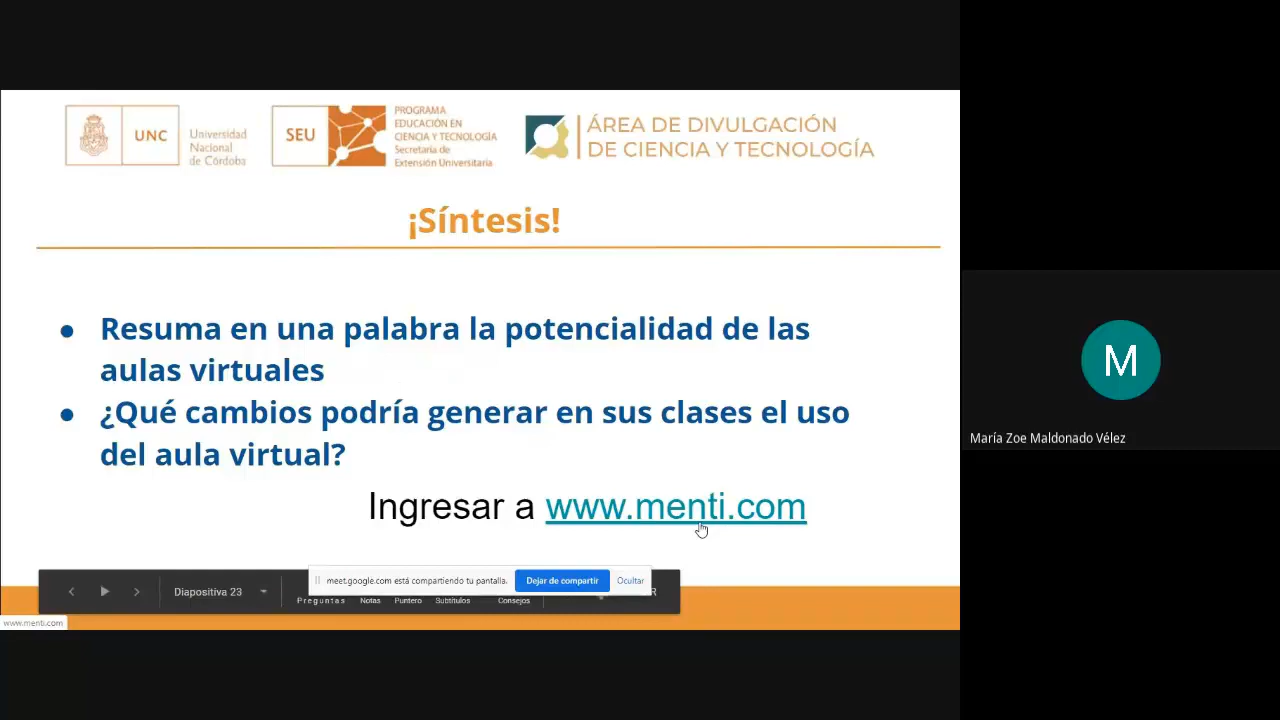 UNC
Universidad
Nacional
de Córdoba
SEU
PROGRAMA
EDUCACIÓN EN
CIENCIA Y TECNOLOGÍA
Secretaría de
Extensión Universitaria
ÁREA DE DIVULGACIÓN
DE CIENCIA Y TECNOLOGÍA
¡Síntesis!
● Resuma en una palabra la potencialidad de las
aulas virtuales
● ¿Qué cambios podría generar en sus clases el uso
del aula virtual?
Ingresar a www.menti.com
M
María Zoe Maldonado Vélez
meet.google.com está compartiendo tu pantalla.
Dejar de compartir
Ocultar
Diapositiva 23
Preguntas
Notas
Puntero
Subtítulos
Consejos
R
www.menti.com